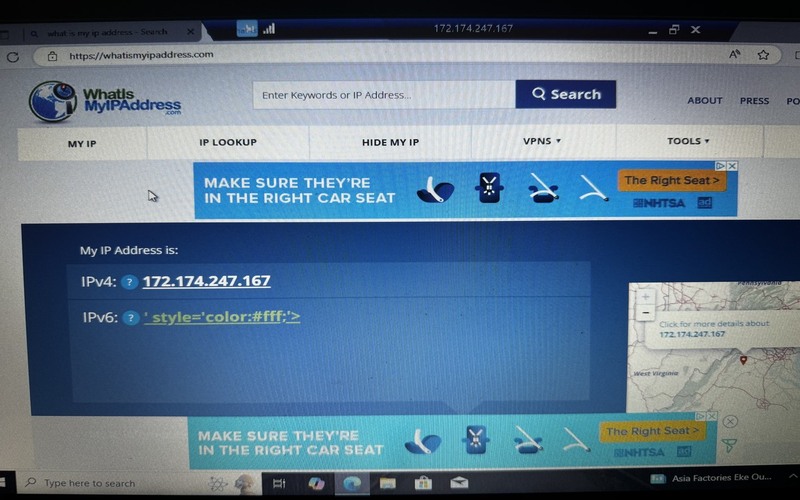 what is my ip address - Search
172.174.247.167
https://whatismyipaddress.com
WhatIs
MyIPAddress
.com
Enter Keywords or IP Address...
Search
ABOUT
PRESS
PO
MY IP
IP LOOKUP
HIDE MY IP
VPNS
TOOLS
MAKE SURE THEY'RE
IN THE RIGHT CAR SEAT
The Right Seat >
NHTSA
ad
My IP Address is:
IPv4: ? 172.174.247.167
IPv6: ? ' style='color:#fff;'>
Pennsylvania
+
−
Click for more details about
172.174.247.167
West Virginia
MAKE SURE THEY'RE
IN THE RIGHT CAR SEAT
The Right Seat >
NHTSA
ad
Type here to search
Asia Factories Eke Ou...